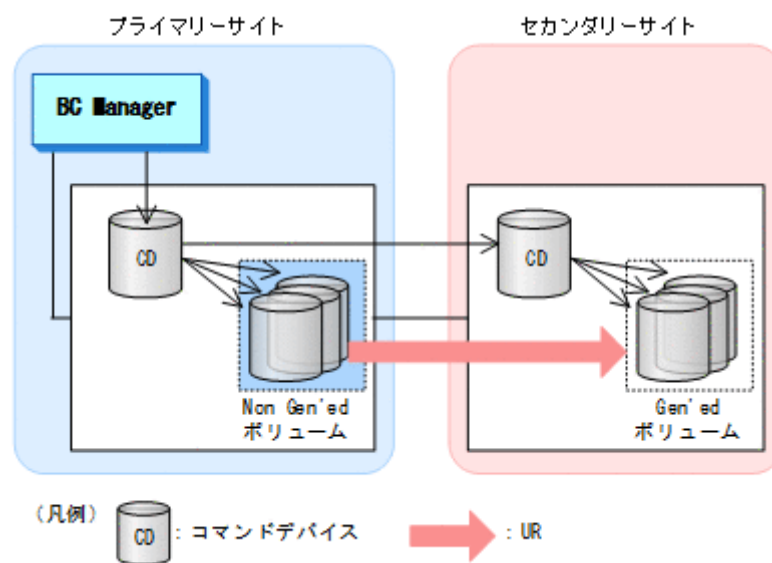 プライマリーサイト
セカンダリーサイト
BC Manager
CD
CD
Non Gen'ed
ボリューム
Gen'ed
ボリューム
(凡例)
CD
: コマンドデバイス
: UR